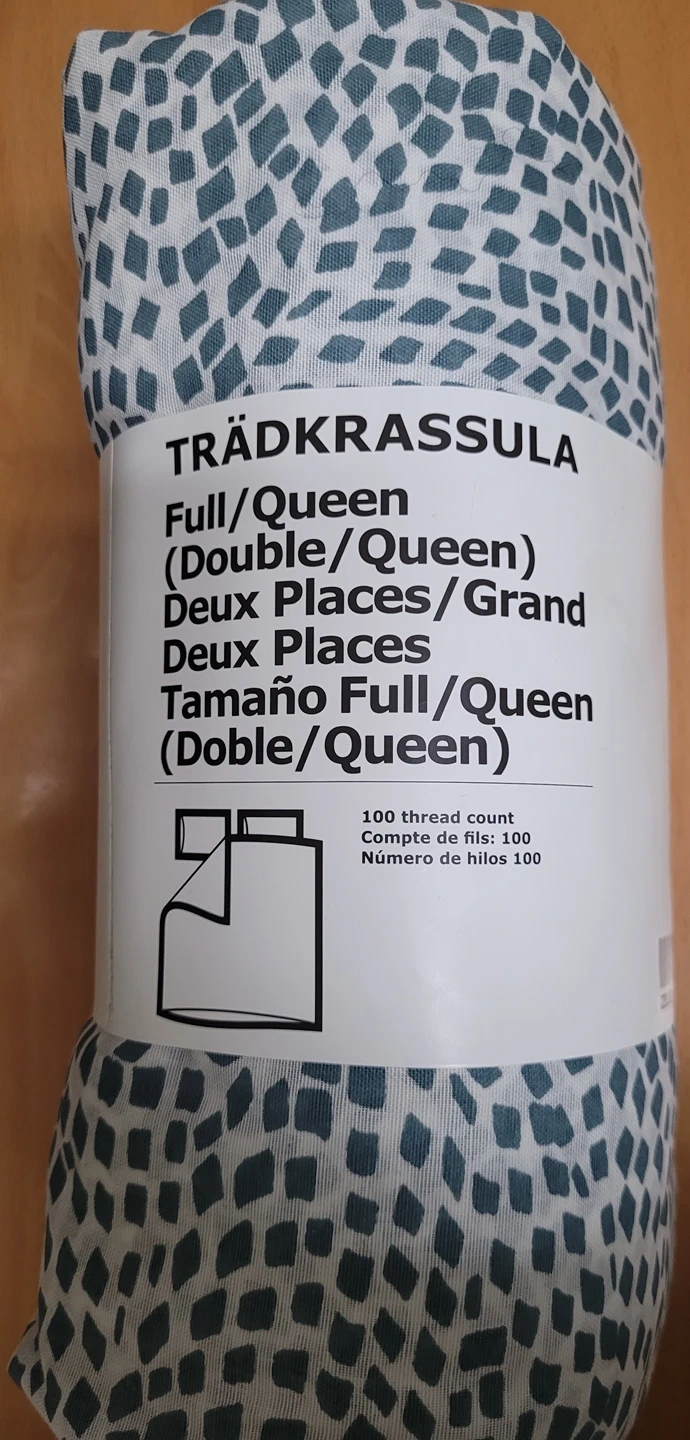 TRÄDKRASSULA
Full/Queen
(Double/Queen)
Deux Places/Grand
Deux Places
Tamaño Full/Queen
(Doble/Queen)
100 thread count
Compte de fils: 100
Número de hilos 100